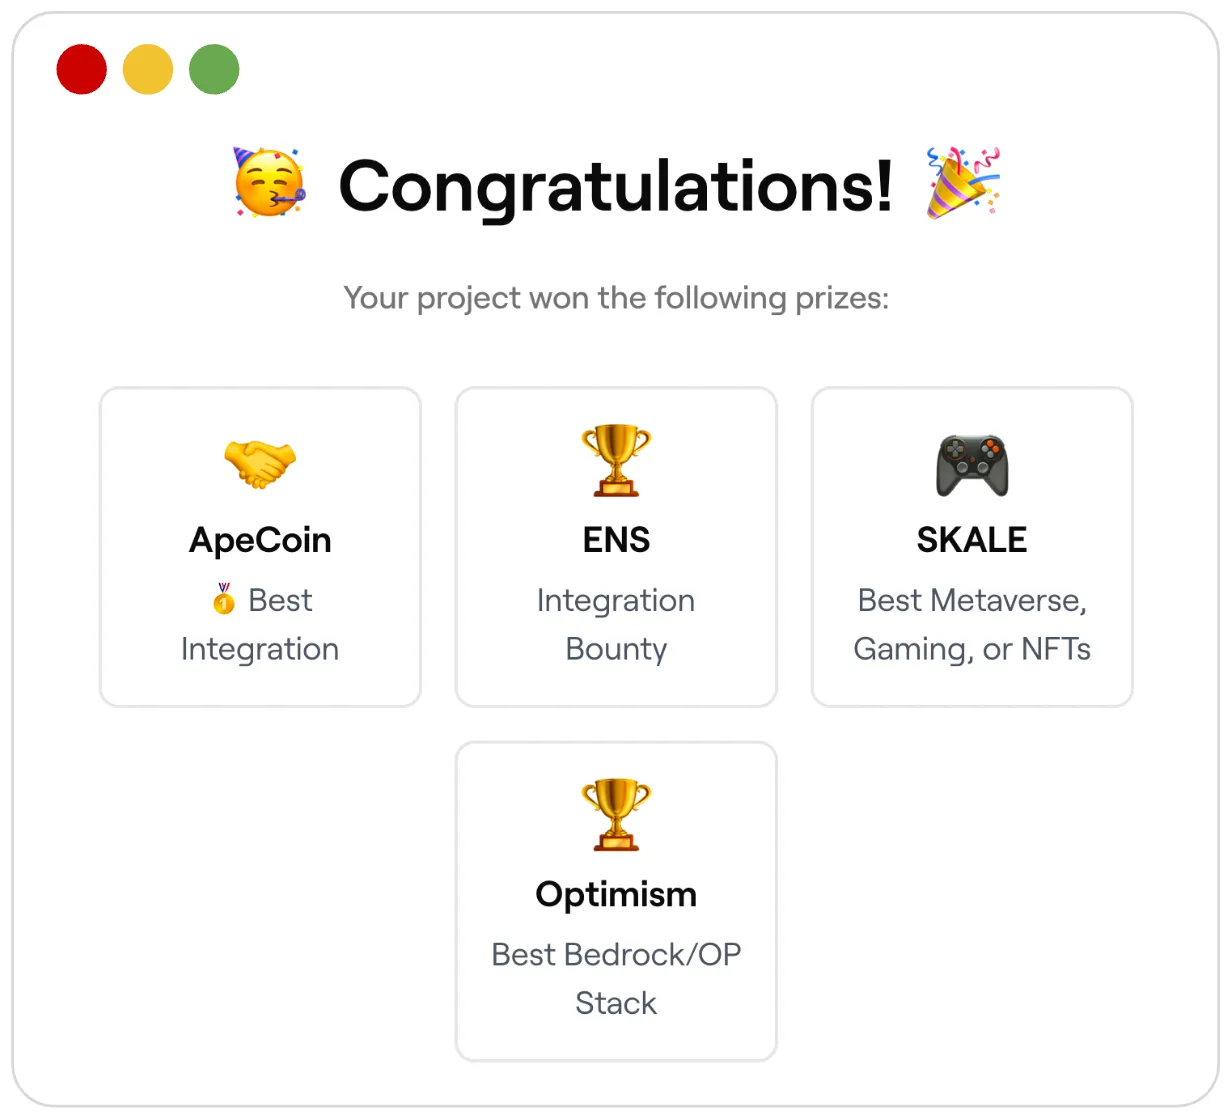 Congratulations!
Your project won the following prizes:
ApeCoin
🥇 Best
Integration
ENS
Integration
Bounty
SKALE
Best Metaverse,
Gaming, or NFTs
Optimism
Best Bedrock/OP
Stack